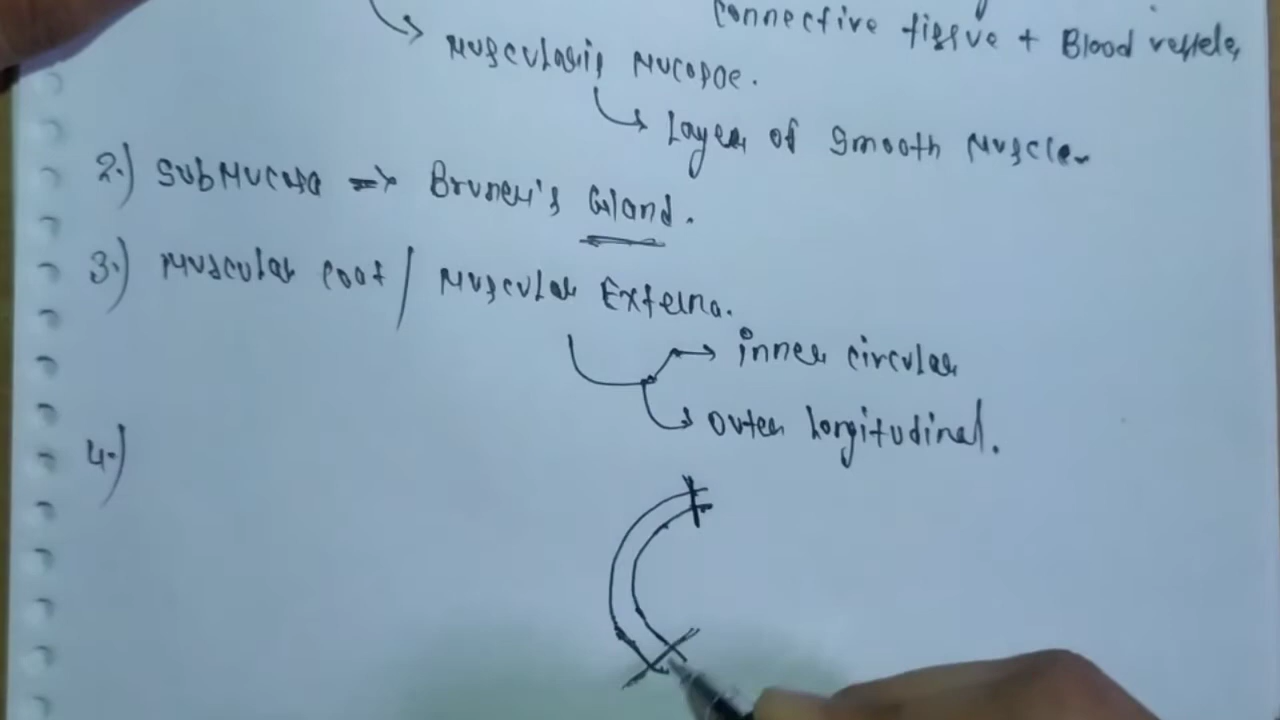 connective tissue + Blood vessels
Muscularis Mucosae.
Layer of Smooth Muscle
2.) SubMucosa → Bruner's Gland.
3.) Muscular coat / Muscular Externa.
inner circular
outer longitudinal.
4.)